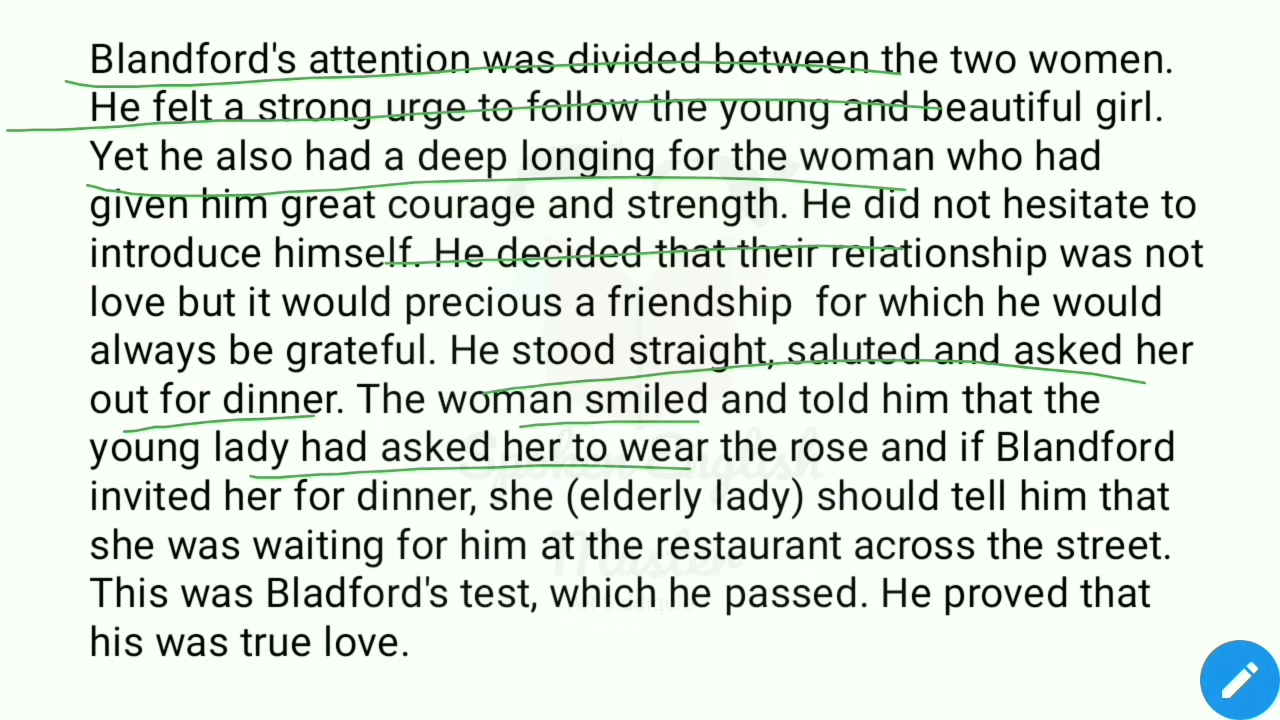 Blandford's attention was divided between the two women.
He felt a strong urge to follow the young and beautiful girl.
Yet he also had a deep longing for the woman who had
given him great courage and strength. He did not hesitate to
introduce himself. He decided that their relationship was not
love but it would precious a friendship for which he would
always be grateful. He stood straight, saluted and asked her
out for dinner. The woman smiled and told him that the
young lady had asked her to wear the rose and if Blandford
invited her for dinner, she (elderly lady) should tell him that
she was waiting for him at the restaurant across the street.
This was Bladford's test, which he passed. He proved that
his was true love.
Spoken English
Master